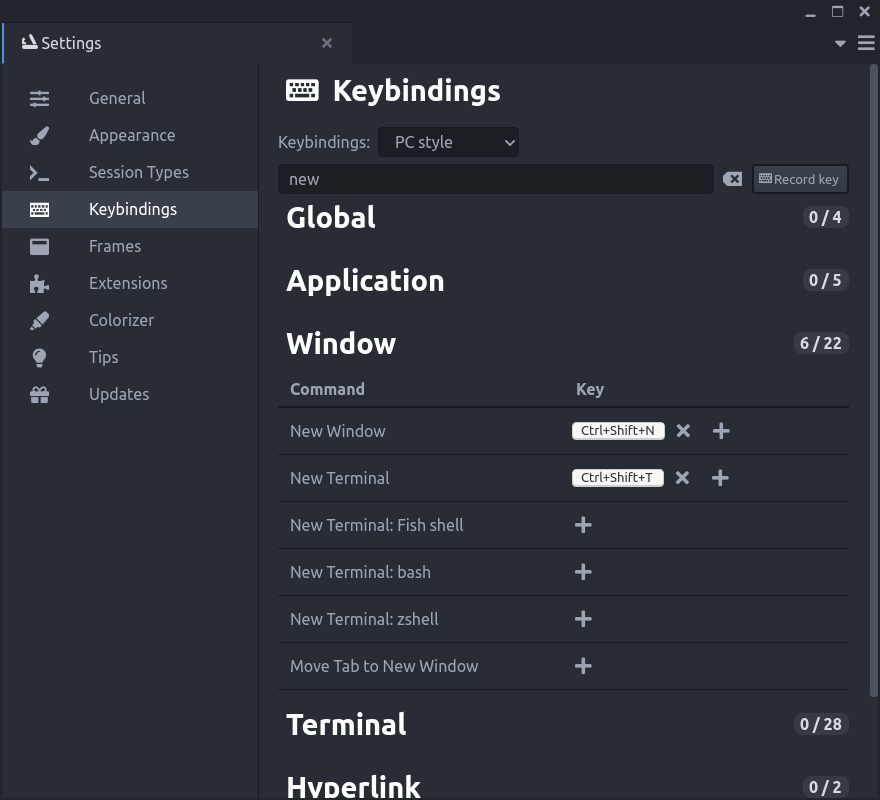 Settings
General
Appearance
Session Types
Keybindings
Frames
Extensions
Colorizer
Tips
Updates
Keybindings
Keybindings: PC style
new Record key
Global 0 / 4
Application 0 / 5
Window 6 / 22
Command Key
New Window Ctrl+Shift+N
New Terminal Ctrl+Shift+T
New Terminal: Fish shell
New Terminal: bash
New Terminal: zshell
Move Tab to New Window
Terminal 0 / 28
Hyperlink 0 / 2